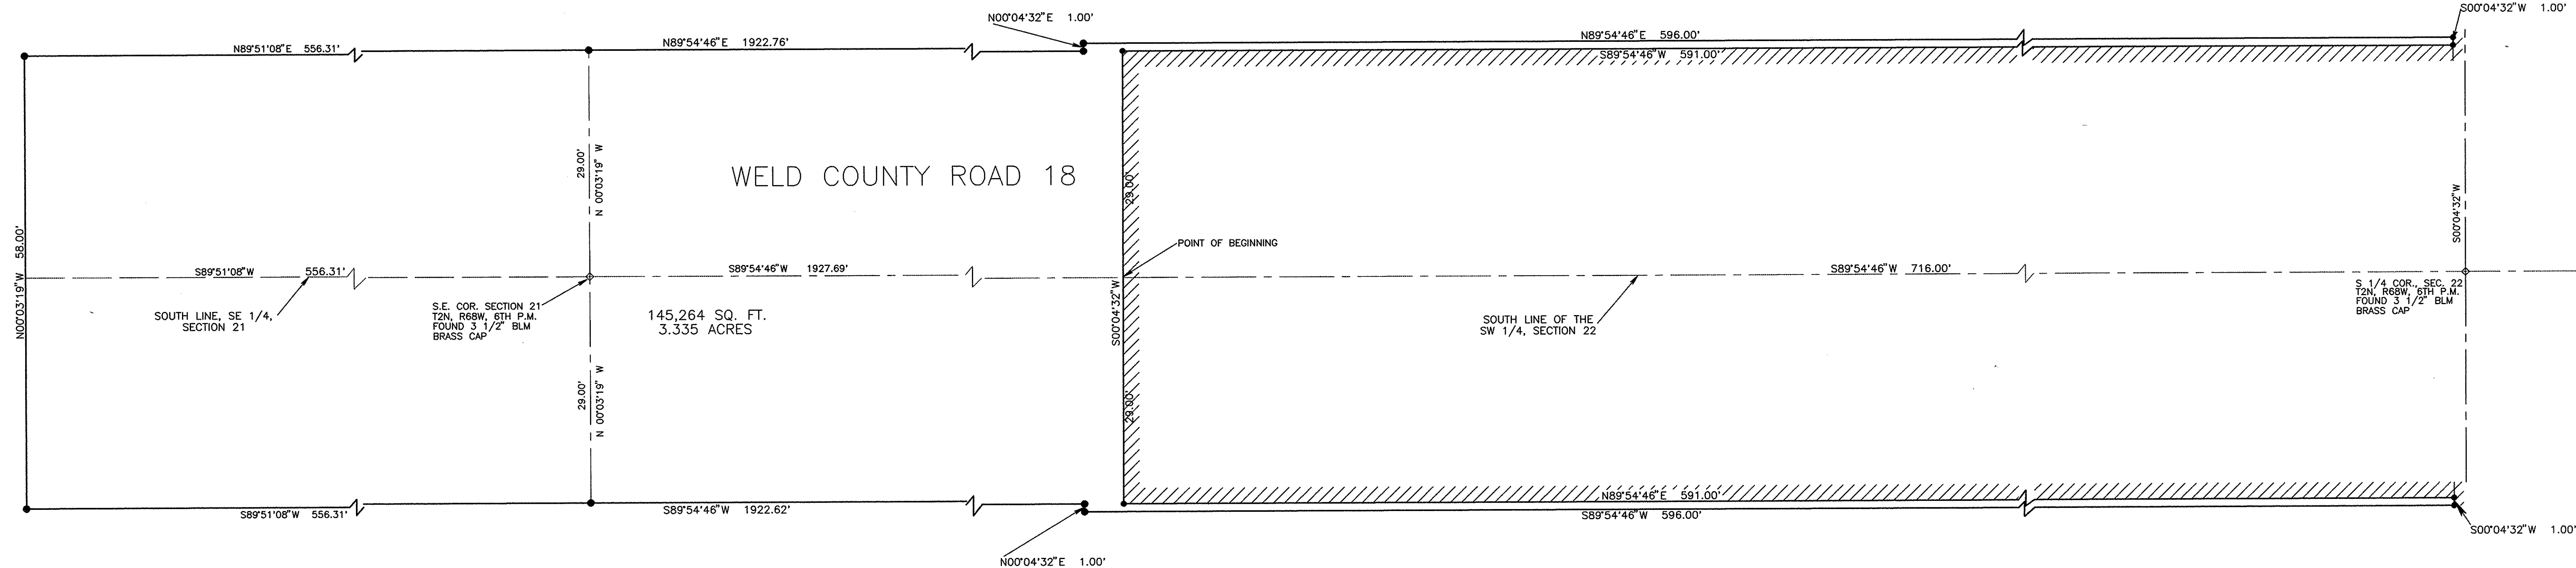 S00°04'32"W 1.00'
N00°04'32"E 1.00'
N89°51'08"E 556.31'
N89°54'46"E 1922.76'
N89°54'46"E 596.00'
S89°54'46"W 591.00'
29.00'
N 00°03'19" W
WELD COUNTY ROAD 18
29.00'
N00°03'19"W 58.00'
S00°04'32"W
POINT OF BEGINNING
S89°51'08"W 556.31'
S89°54'46"W 1927.69'
S89°54'46"W 716.00'
SOUTH LINE, SE 1/4,
SECTION 21
S.E. COR. SECTION 21
T2N, R68W, 6TH P.M.
FOUND 3 1/2" BLM
BRASS CAP
145,264 SQ. FT.
3.335 ACRES
S00°04'32"W
SOUTH LINE OF THE
SW 1/4, SECTION 22
S 1/4 COR., SEC. 22
T2N, R68W, 6TH P.M.
FOUND 3 1/2" BLM
BRASS CAP
29.00'
N 00°03'19" W
29.00'
S89°51'08"W 556.31'
S89°54'46"W 1922.62'
N89°54'46"E 591.00'
S89°54'46"W 596.00'
S00°04'32"W 1.00'
N00°04'32"E 1.00'